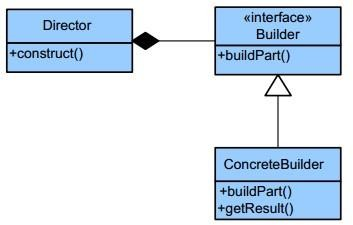 Director
+construct()
«interface»
Builder
+buildPart()
ConcreteBuilder
+buildPart()
+getResult()